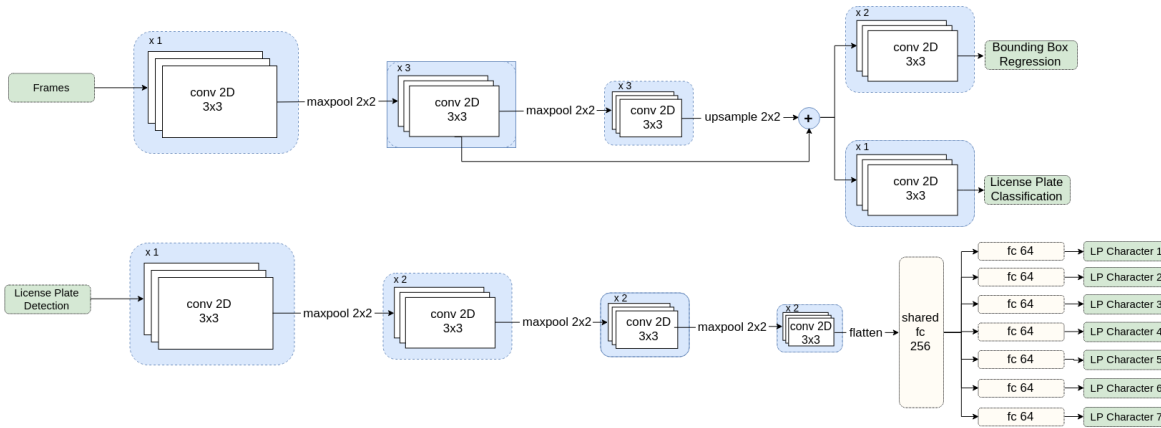 x 1
Frames
conv 2D
3x3
maxpool 2x2
x 3
conv 2D
3x3
maxpool 2x2
x 3
conv 2D
3x3
upsample 2x2
+
x 2
conv 2D
3x3
Bounding Box
Regression
x 1
conv 2D
3x3
License Plate
Classification
License Plate
Detection
x 1
conv 2D
3x3
maxpool 2x2
x 2
conv 2D
3x3
maxpool 2x2
x 2
conv 2D
3x3
maxpool 2x2
x 2
conv 2D
3x3
flatten
shared
fc
256
fc 64
LP Character 1
fc 64
LP Character 2
fc 64
LP Character 3
fc 64
LP Character 4
fc 64
LP Character 5
fc 64
LP Character 6
fc 64
LP Character 7